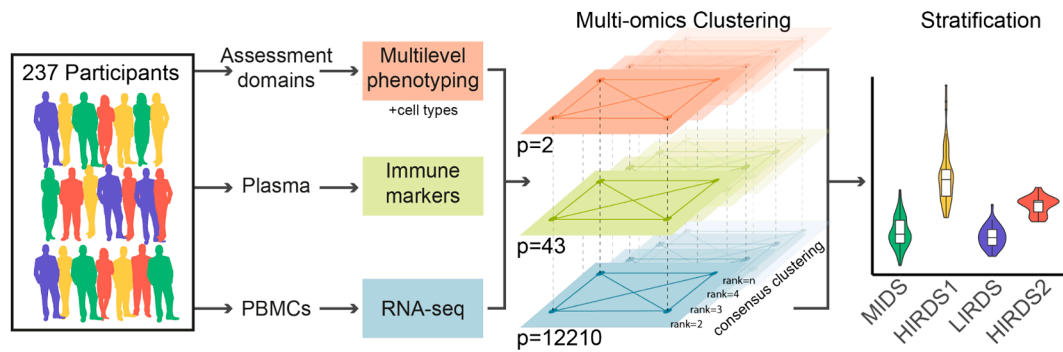 Multi-omics Clustering
Stratification
237 Participants
Assessment
domains
Multilevel
phenotyping
+cell types
p=2
Plasma
Immune
markers
p=43
PBMCs
RNA-seq
p=12210
rank=n
rank=4
rank=3
rank=2
consensus clustering
MIDS
HIRDS1
LIRDS
HIRDS2